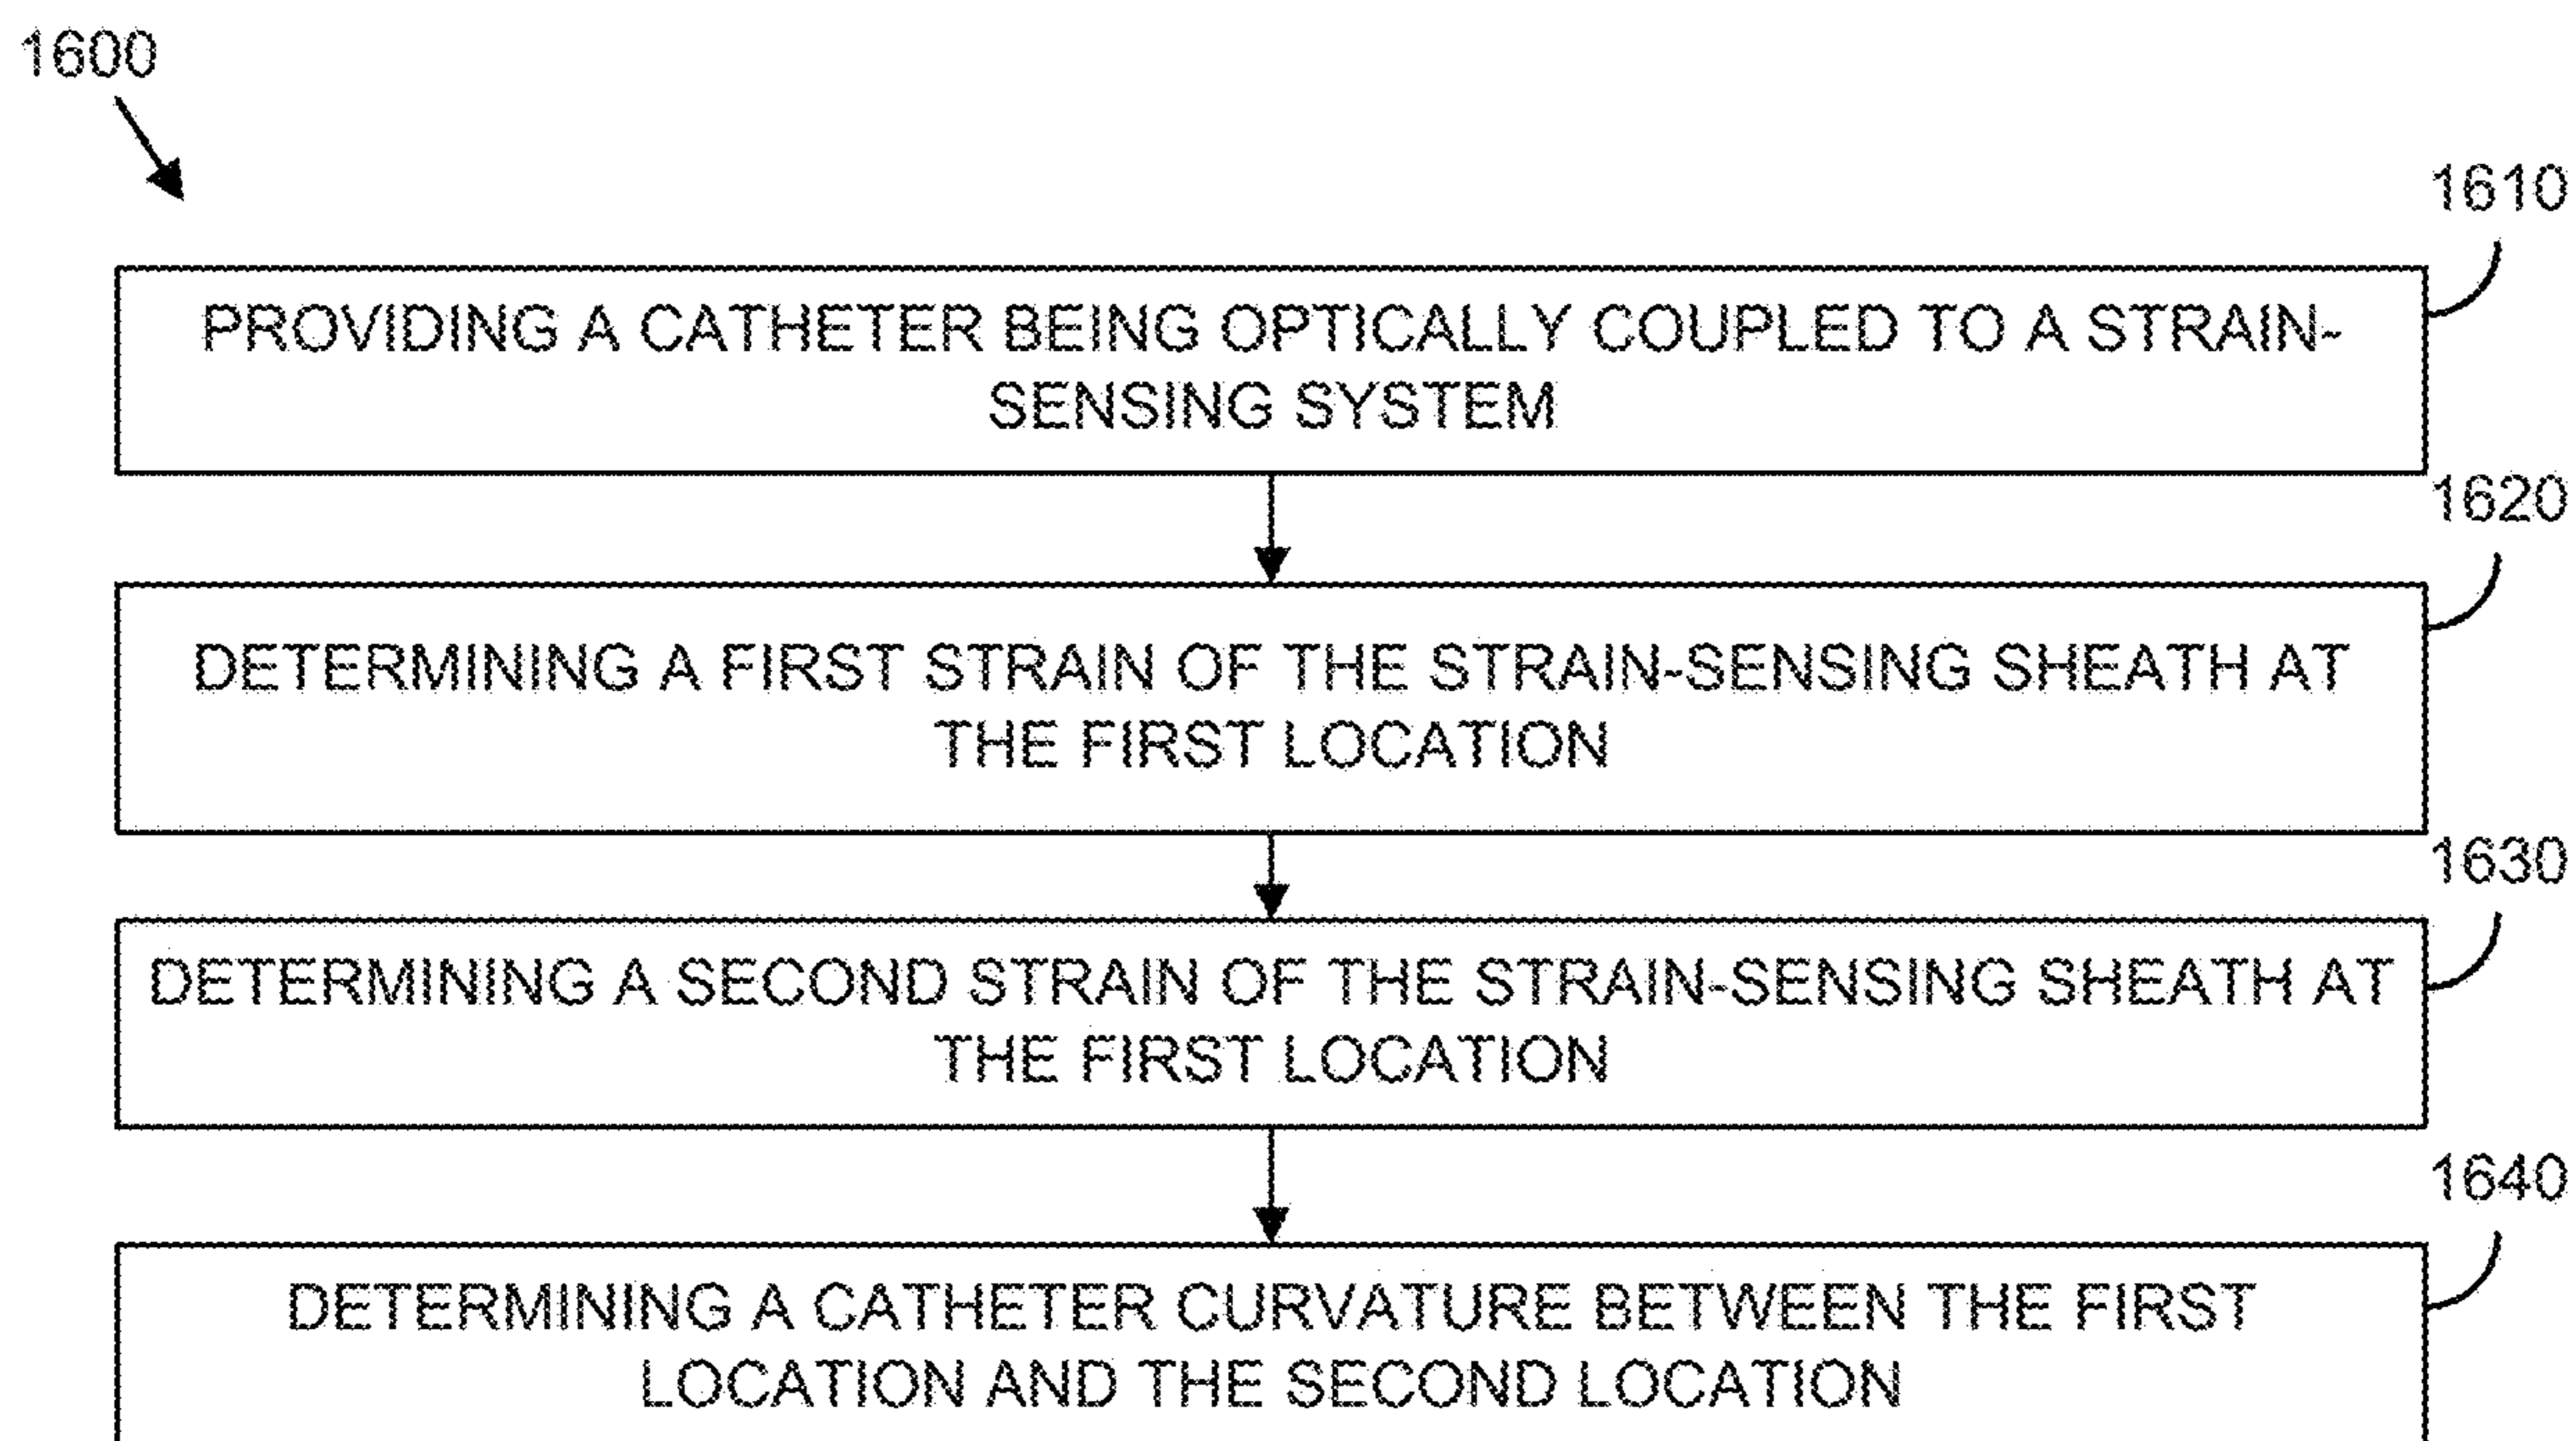 1600
1610
PROVIDING A CATHETER BEING OPTICALLY COUPLED TO A STRAIN-
SENSING SYSTEM
1620
DETERMINING A FIRST STRAIN OF THE STRAIN-SENSING SHEATH AT
THE FIRST LOCATION
1630
DETERMINING A SECOND STRAIN OF THE STRAIN-SENSING SHEATH AT
THE FIRST LOCATION
1640
DETERMINING A CATHETER CURVATURE BETWEEN THE FIRST
LOCATION AND THE SECOND LOCATION